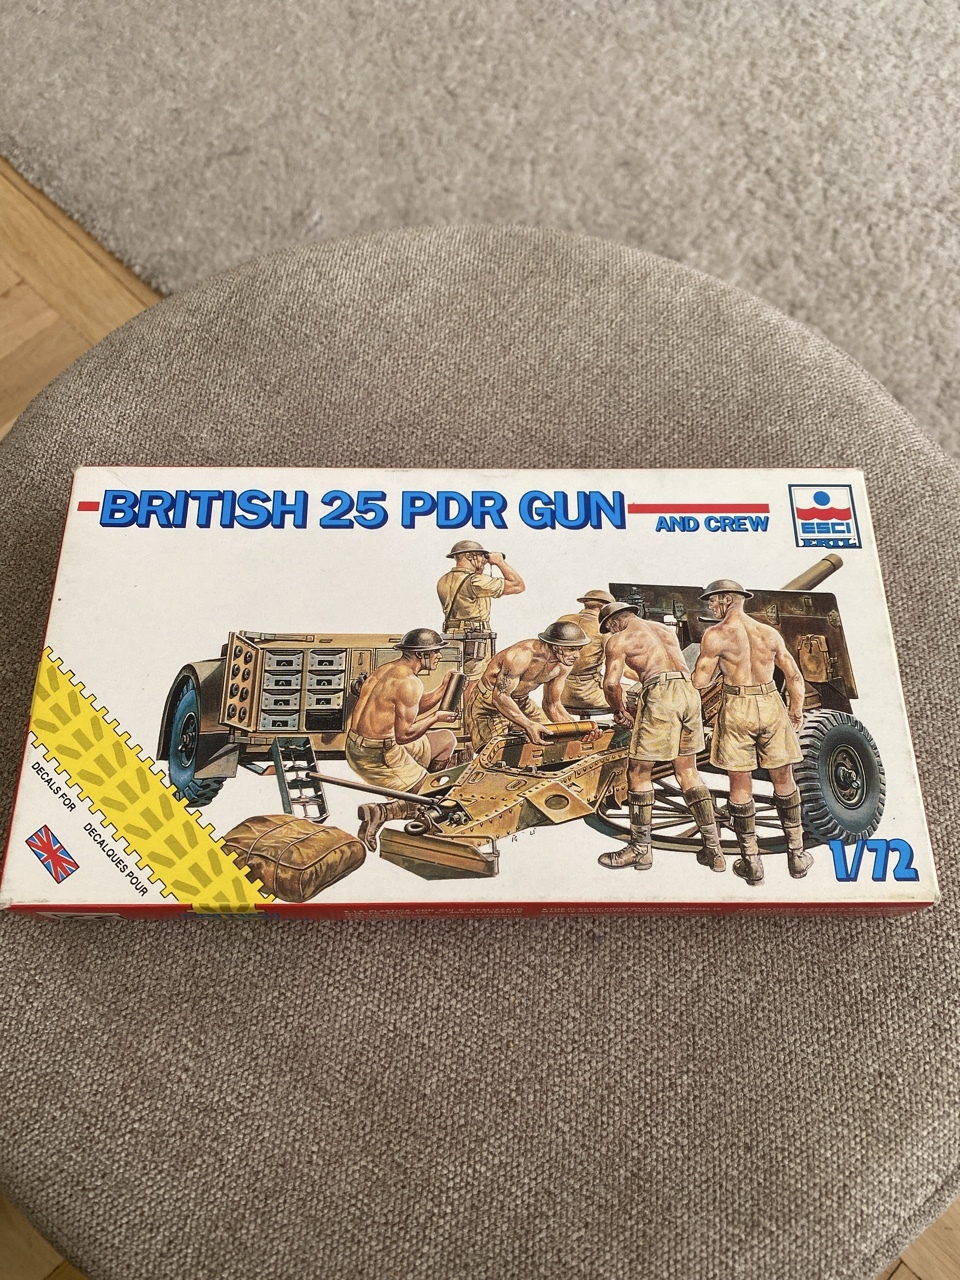 BRITISH 25 PDR GUN
AND CREW
ESCI
ERTL
DECALS FOR
DECALQUES POUR
1/72